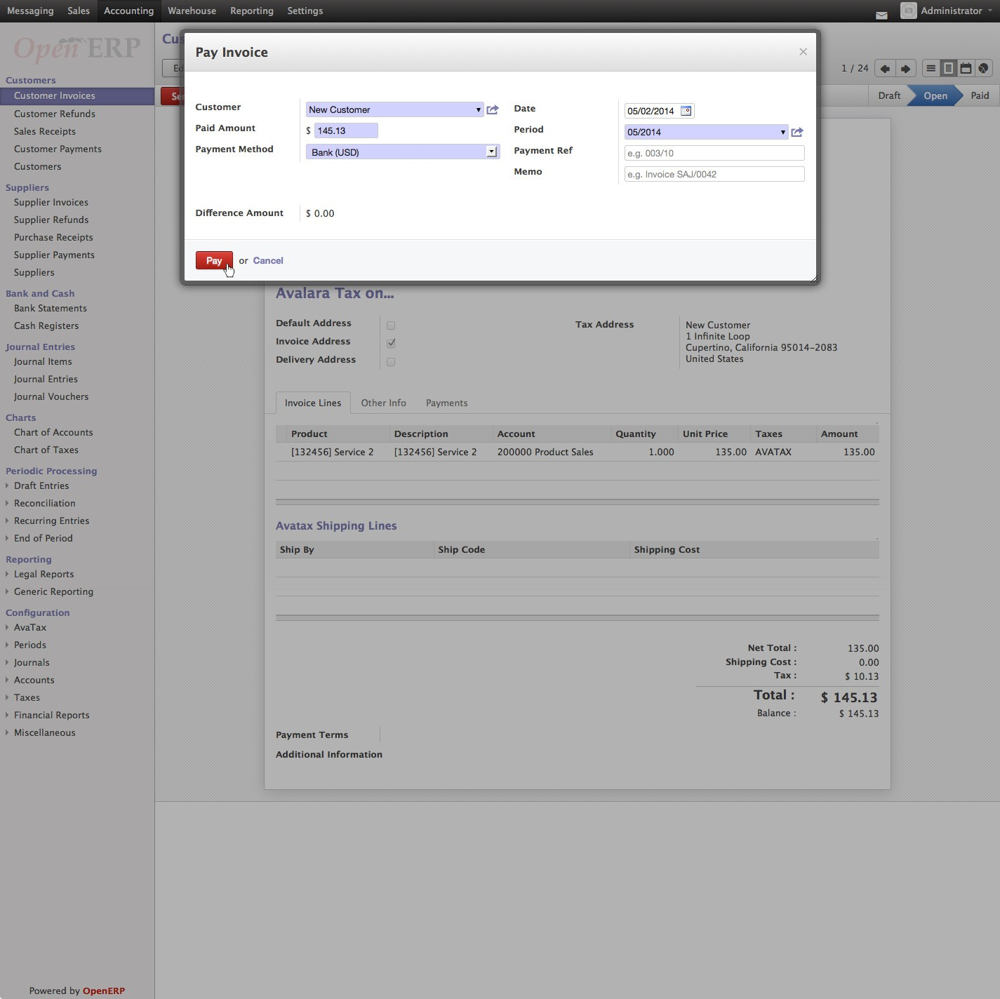 Messaging Sales Accounting Warehouse Reporting Settings Administrator
Open ERP
Customers
Customer Invoices
Customer Refunds
Sales Receipts
Customer Payments
Customers
Suppliers
Supplier Invoices
Supplier Refunds
Purchase Receipts
Supplier Payments
Suppliers
Bank and Cash
Bank Statements
Cash Registers
Journal Entries
Journal Items
Journal Entries
Journal Vouchers
Charts
Chart of Accounts
Chart of Taxes
Periodic Processing
Draft Entries
Reconciliation
Recurring Entries
End of Period
Reporting
Legal Reports
Generic Reporting
Configuration
AvaTax
Periods
Journals
Accounts
Taxes
Financial Reports
Miscellaneous
Powered by OpenERP
1 / 24
Draft Open Paid
Pay Invoice
Customer New Customer
Paid Amount $ 145.13
Payment Method Bank (USD)
Date 05/02/2014
Period 05/2014
Payment Ref e.g. 003/10
Memo e.g. Invoice SAJ/0042
Difference Amount $ 0.00
Pay or Cancel
Avalara Tax on...
Default Address
Invoice Address
Delivery Address
Tax Address New Customer
1 Infinite Loop
Cupertino, California 95014-2083
United States
Invoice Lines Other Info Payments
Product Description Account Quantity Unit Price Taxes Amount
[132456] Service 2 [132456] Service 2 200000 Product Sales 1.000 135.00 AVATAX 135.00
Avatax Shipping Lines
Ship By Ship Code Shipping Cost
Net Total : 135.00
Shipping Cost : 0.00
Tax : $ 10.13
Total : $ 145.13
Balance : $ 145.13
Payment Terms
Additional Information